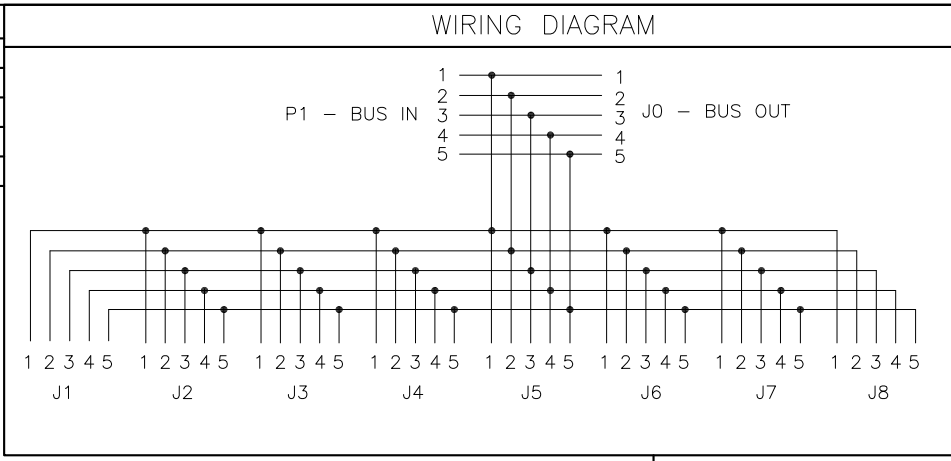 WIRING DIAGRAM
1 1
2 2
P1 - BUS IN 3 3 J0 - BUS OUT
4 4
5 5
1 2 3 4 5 1 2 3 4 5 1 2 3 4 5 1 2 3 4 5 1 2 3 4 5 1 2 3 4 5 1 2 3 4 5 1 2 3 4 5
J1 J2 J3 J4 J5 J6 J7 J8